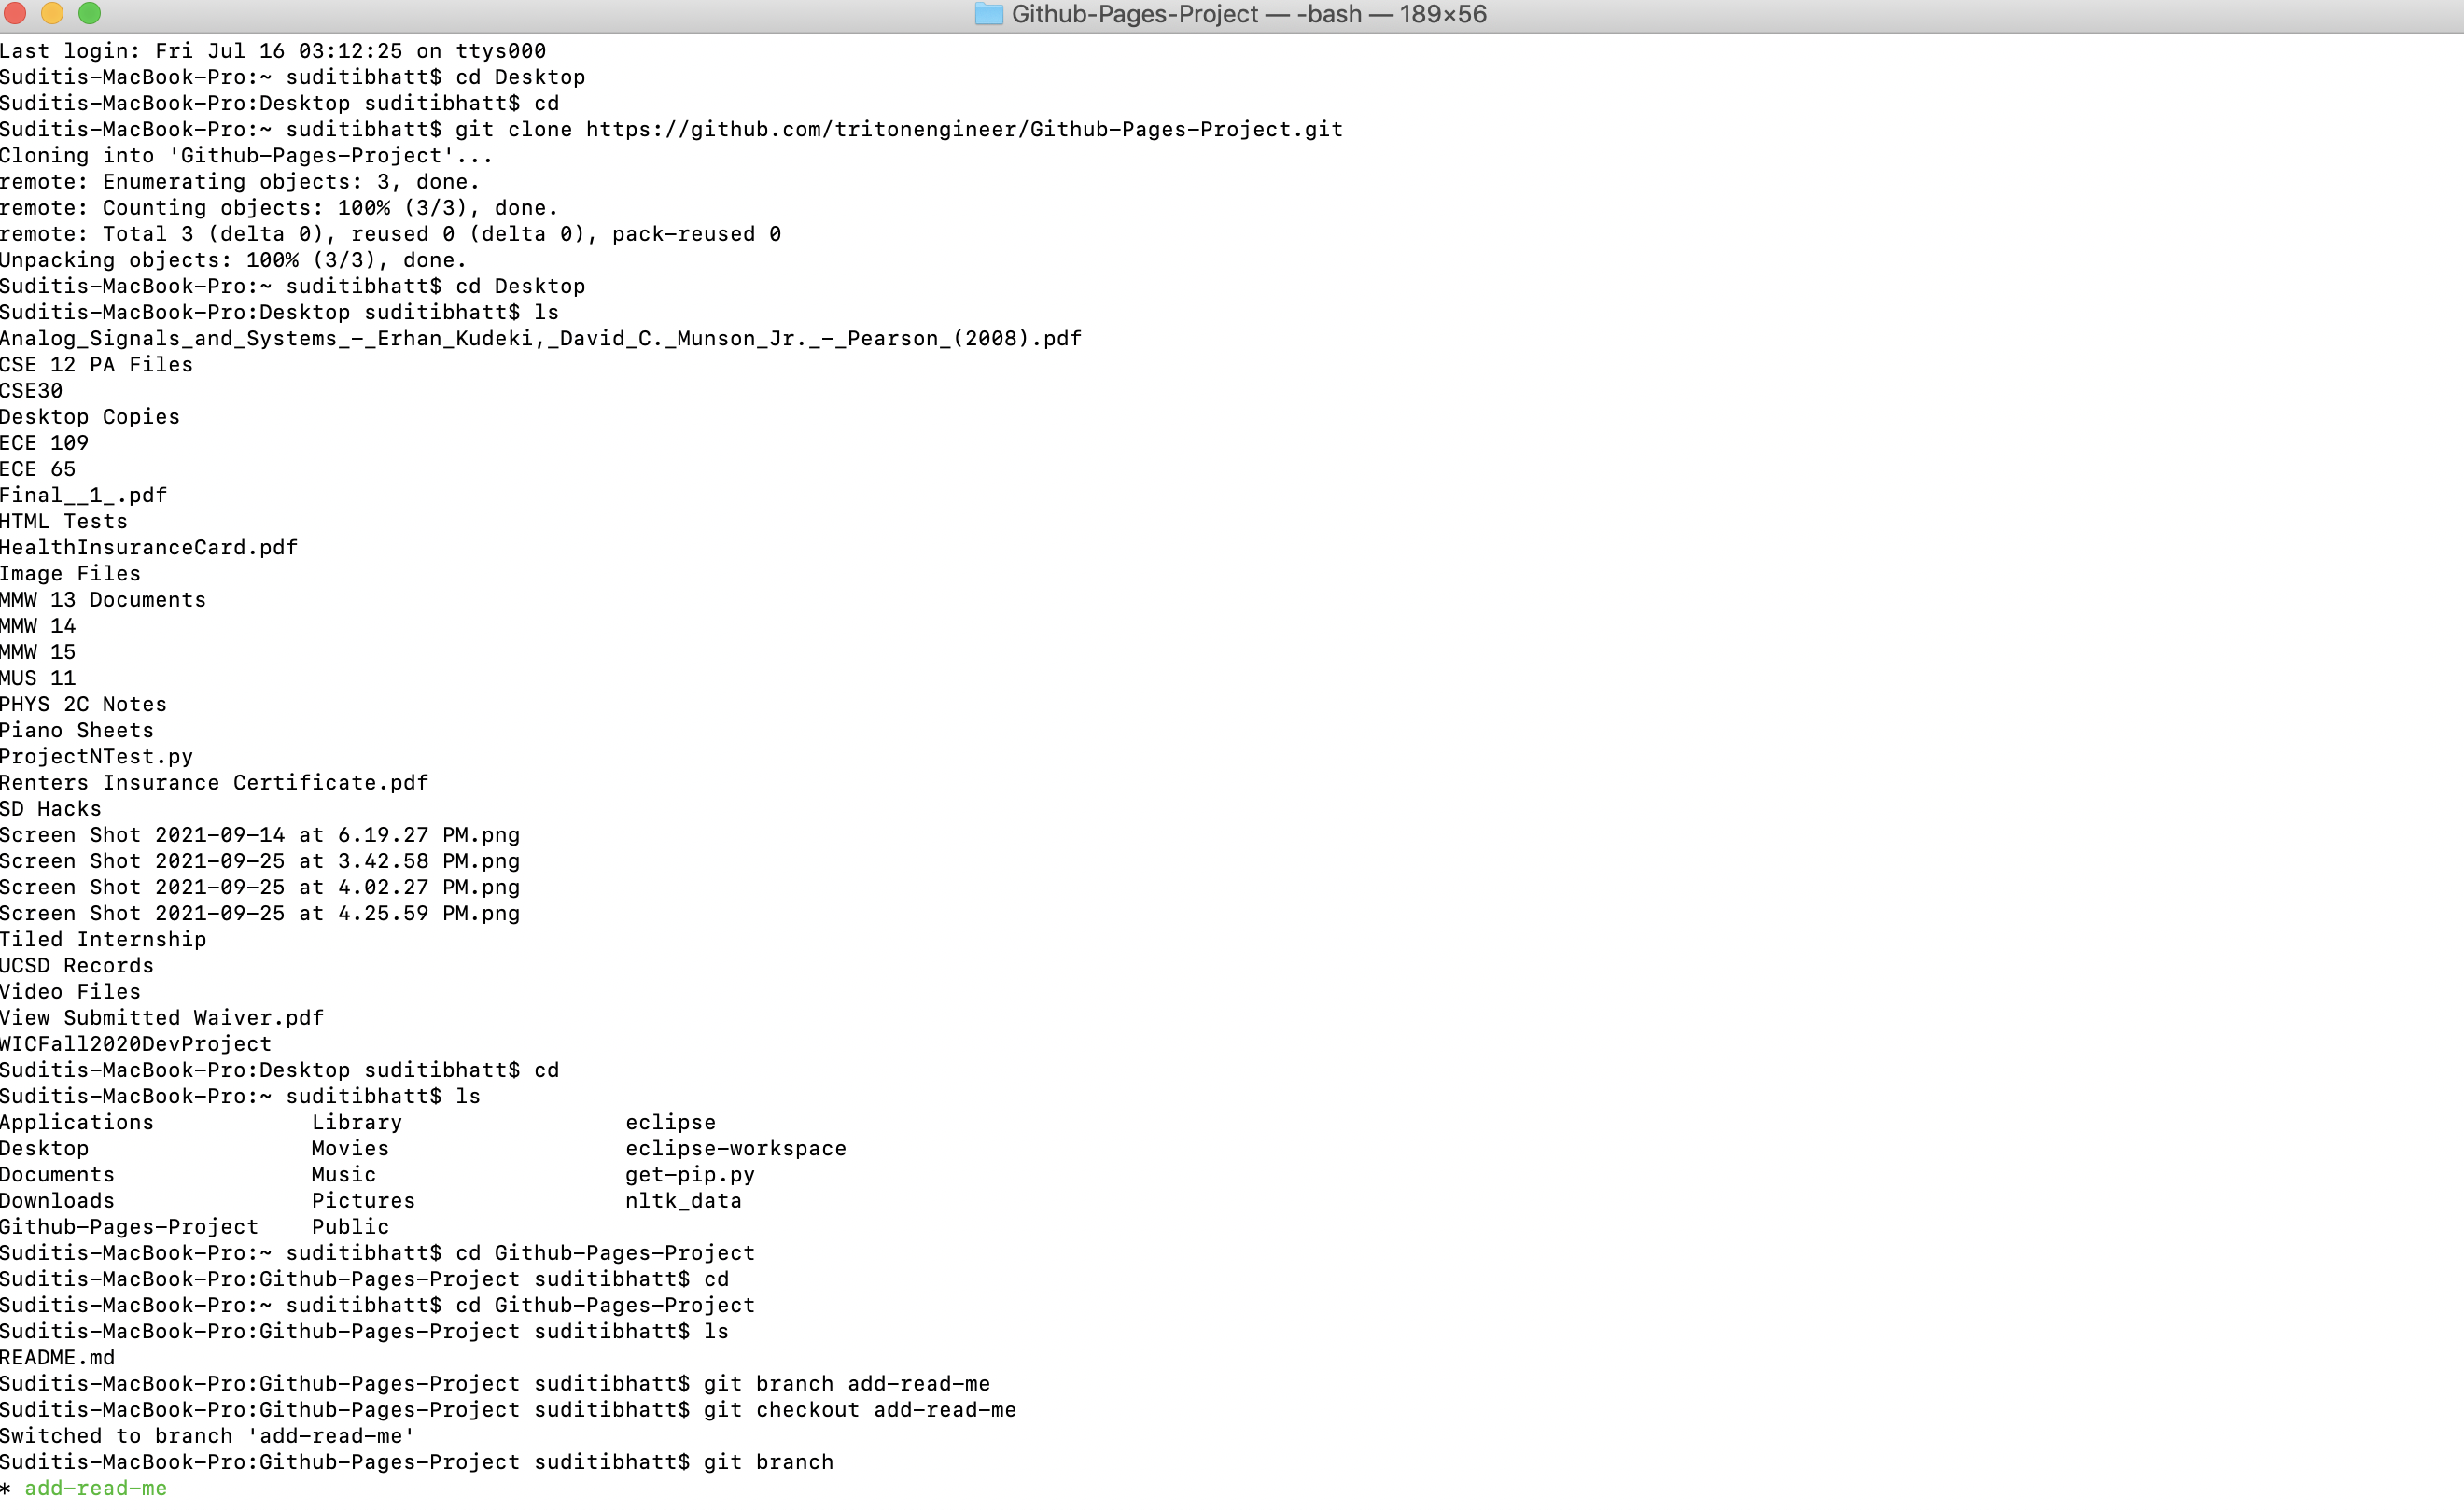 Github-Pages-Project — -bash — 189×56
Last login: Fri Jul 16 03:12:25 on ttys000
Suditis-MacBook-Pro:~ suditibhatt$ cd Desktop
Suditis-MacBook-Pro:Desktop suditibhatt$ cd
Suditis-MacBook-Pro:~ suditibhatt$ git clone https://github.com/tritonengineer/Github-Pages-Project.git
Cloning into 'Github-Pages-Project'...
remote: Enumerating objects: 3, done.
remote: Counting objects: 100% (3/3), done.
remote: Total 3 (delta 0), reused 0 (delta 0), pack-reused 0
Unpacking objects: 100% (3/3), done.
Suditis-MacBook-Pro:~ suditibhatt$ cd Desktop
Suditis-MacBook-Pro:Desktop suditibhatt$ ls
Analog_Signals_and_Systems_-_Erhan_Kudeki,_David_C._Munson_Jr._-_Pearson_(2008).pdf
CSE 12 PA Files
CSE30
Desktop Copies
ECE 109
ECE 65
Final__1_.pdf
HTML Tests
HealthInsuranceCard.pdf
Image Files
MMW 13 Documents
MMW 14
MMW 15
MUS 11
PHYS 2C Notes
Piano Sheets
ProjectNTest.py
Renters Insurance Certificate.pdf
SD Hacks
Screen Shot 2021-09-14 at 6.19.27 PM.png
Screen Shot 2021-09-25 at 3.42.58 PM.png
Screen Shot 2021-09-25 at 4.02.27 PM.png
Screen Shot 2021-09-25 at 4.25.59 PM.png
Tiled Internship
UCSD Records
Video Files
View Submitted Waiver.pdf
WICFall2020DevProject
Suditis-MacBook-Pro:Desktop suditibhatt$ cd
Suditis-MacBook-Pro:~ suditibhatt$ ls
Applications Library eclipse
Desktop Movies eclipse-workspace
Documents Music get-pip.py
Downloads Pictures nltk_data
Github-Pages-Project Public
Suditis-MacBook-Pro:~ suditibhatt$ cd Github-Pages-Project
Suditis-MacBook-Pro:Github-Pages-Project suditibhatt$ cd
Suditis-MacBook-Pro:~ suditibhatt$ cd Github-Pages-Project
Suditis-MacBook-Pro:Github-Pages-Project suditibhatt$ ls
README.md
Suditis-MacBook-Pro:Github-Pages-Project suditibhatt$ git branch add-read-me
Suditis-MacBook-Pro:Github-Pages-Project suditibhatt$ git checkout add-read-me
Switched to branch 'add-read-me'
Suditis-MacBook-Pro:Github-Pages-Project suditibhatt$ git branch
* add-read-me